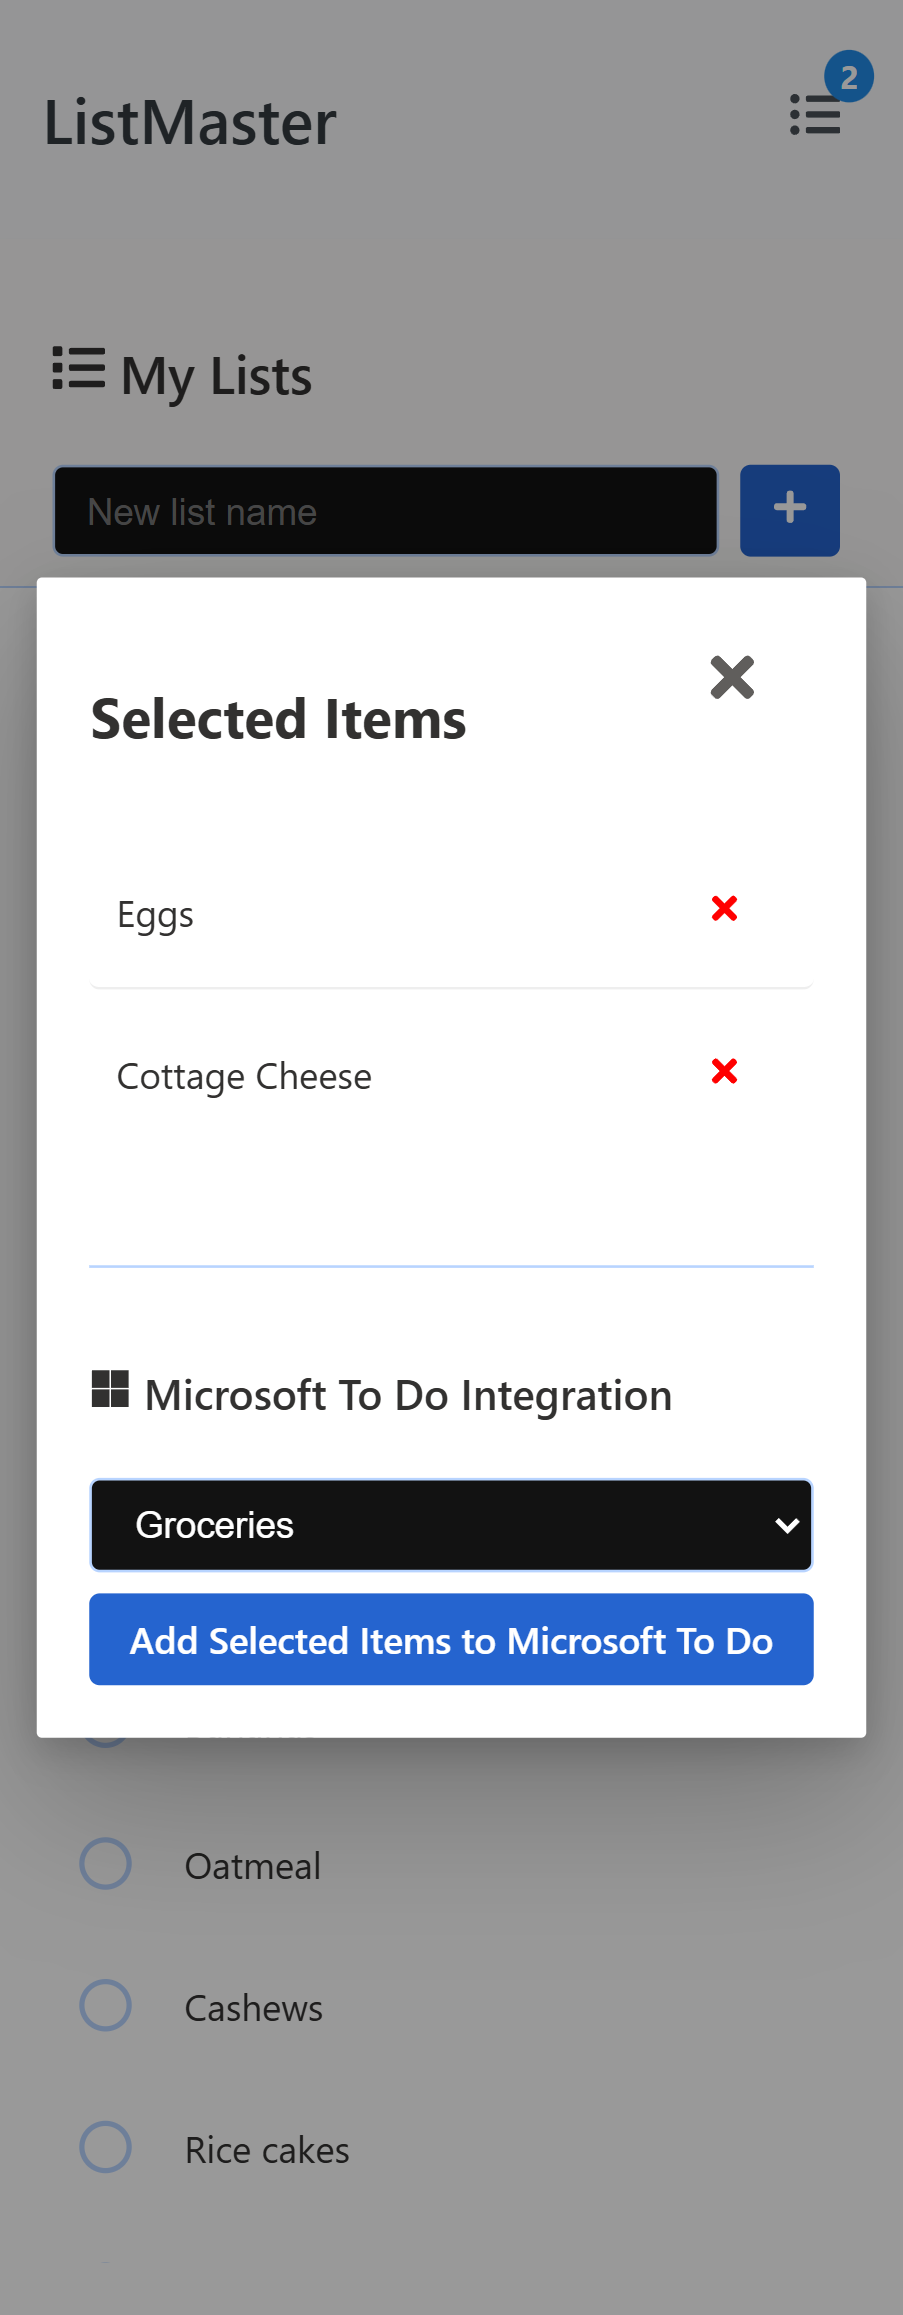 2
ListMaster
My Lists
New list name
Selected Items
Eggs
Cottage Cheese
Microsoft To Do Integration
Groceries
Add Selected Items to Microsoft To Do
Oatmeal
Cashews
Rice cakes